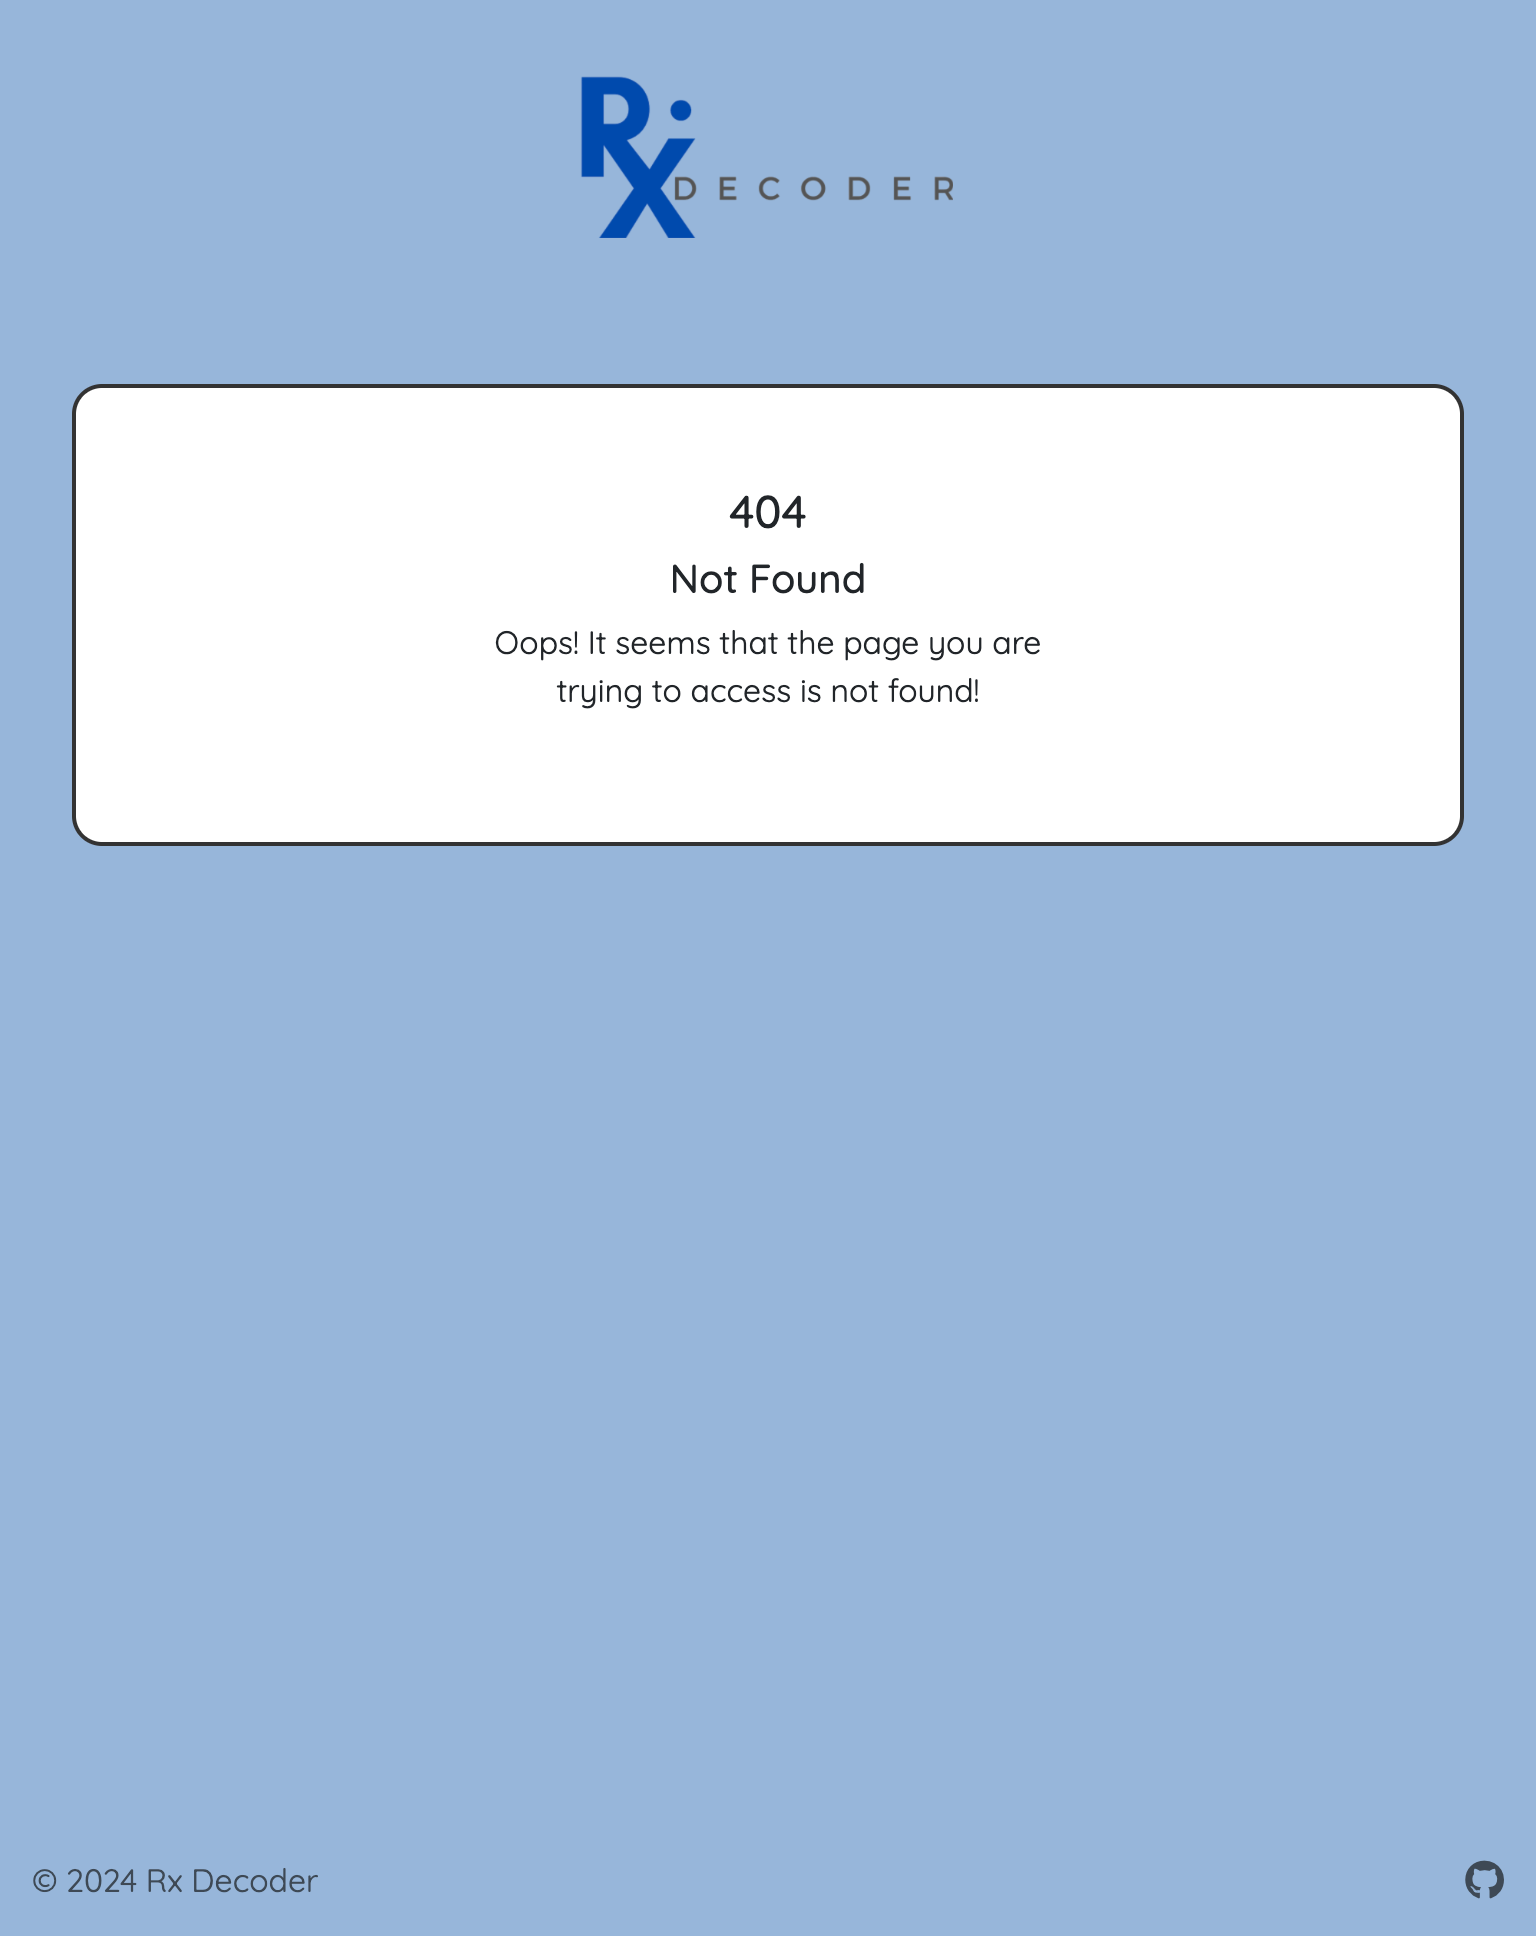 Rx
DECODER
404
Not Found
Oops! It seems that the page you are
trying to access is not found!
© 2024 Rx Decoder